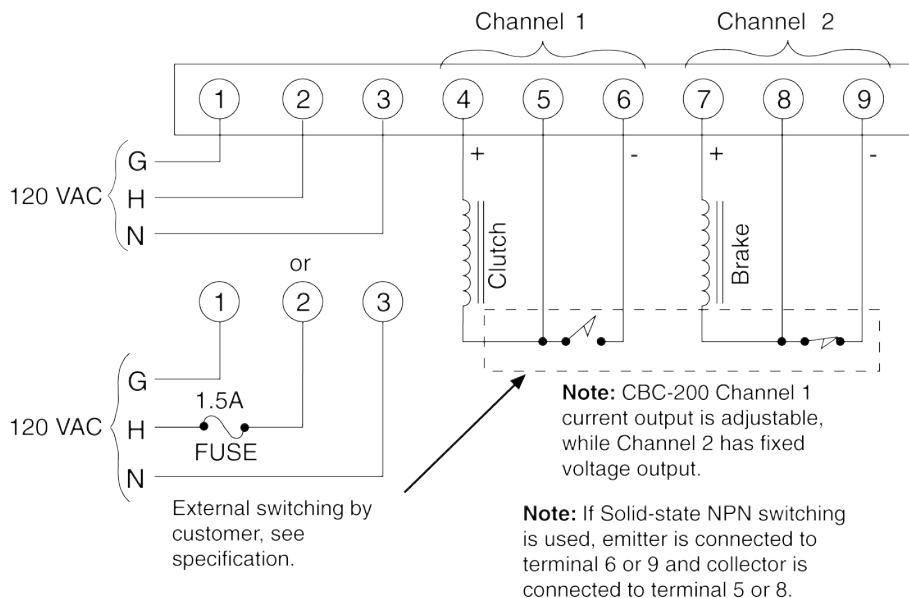 Channel 1 Channel 2
1 2 3 4 5 6 7 8 9
+ - + -
G
120 VAC H
N
Clutch Brake
or
1 2 3
G
1.5A
120 VAC H
FUSE
N
Note: CBC-200 Channel 1
current output is adjustable,
while Channel 2 has fixed
voltage output.
External switching by
customer, see
specification.
Note: If Solid-state NPN switching
is used, emitter is connected to
terminal 6 or 9 and collector is
connected to terminal 5 or 8.